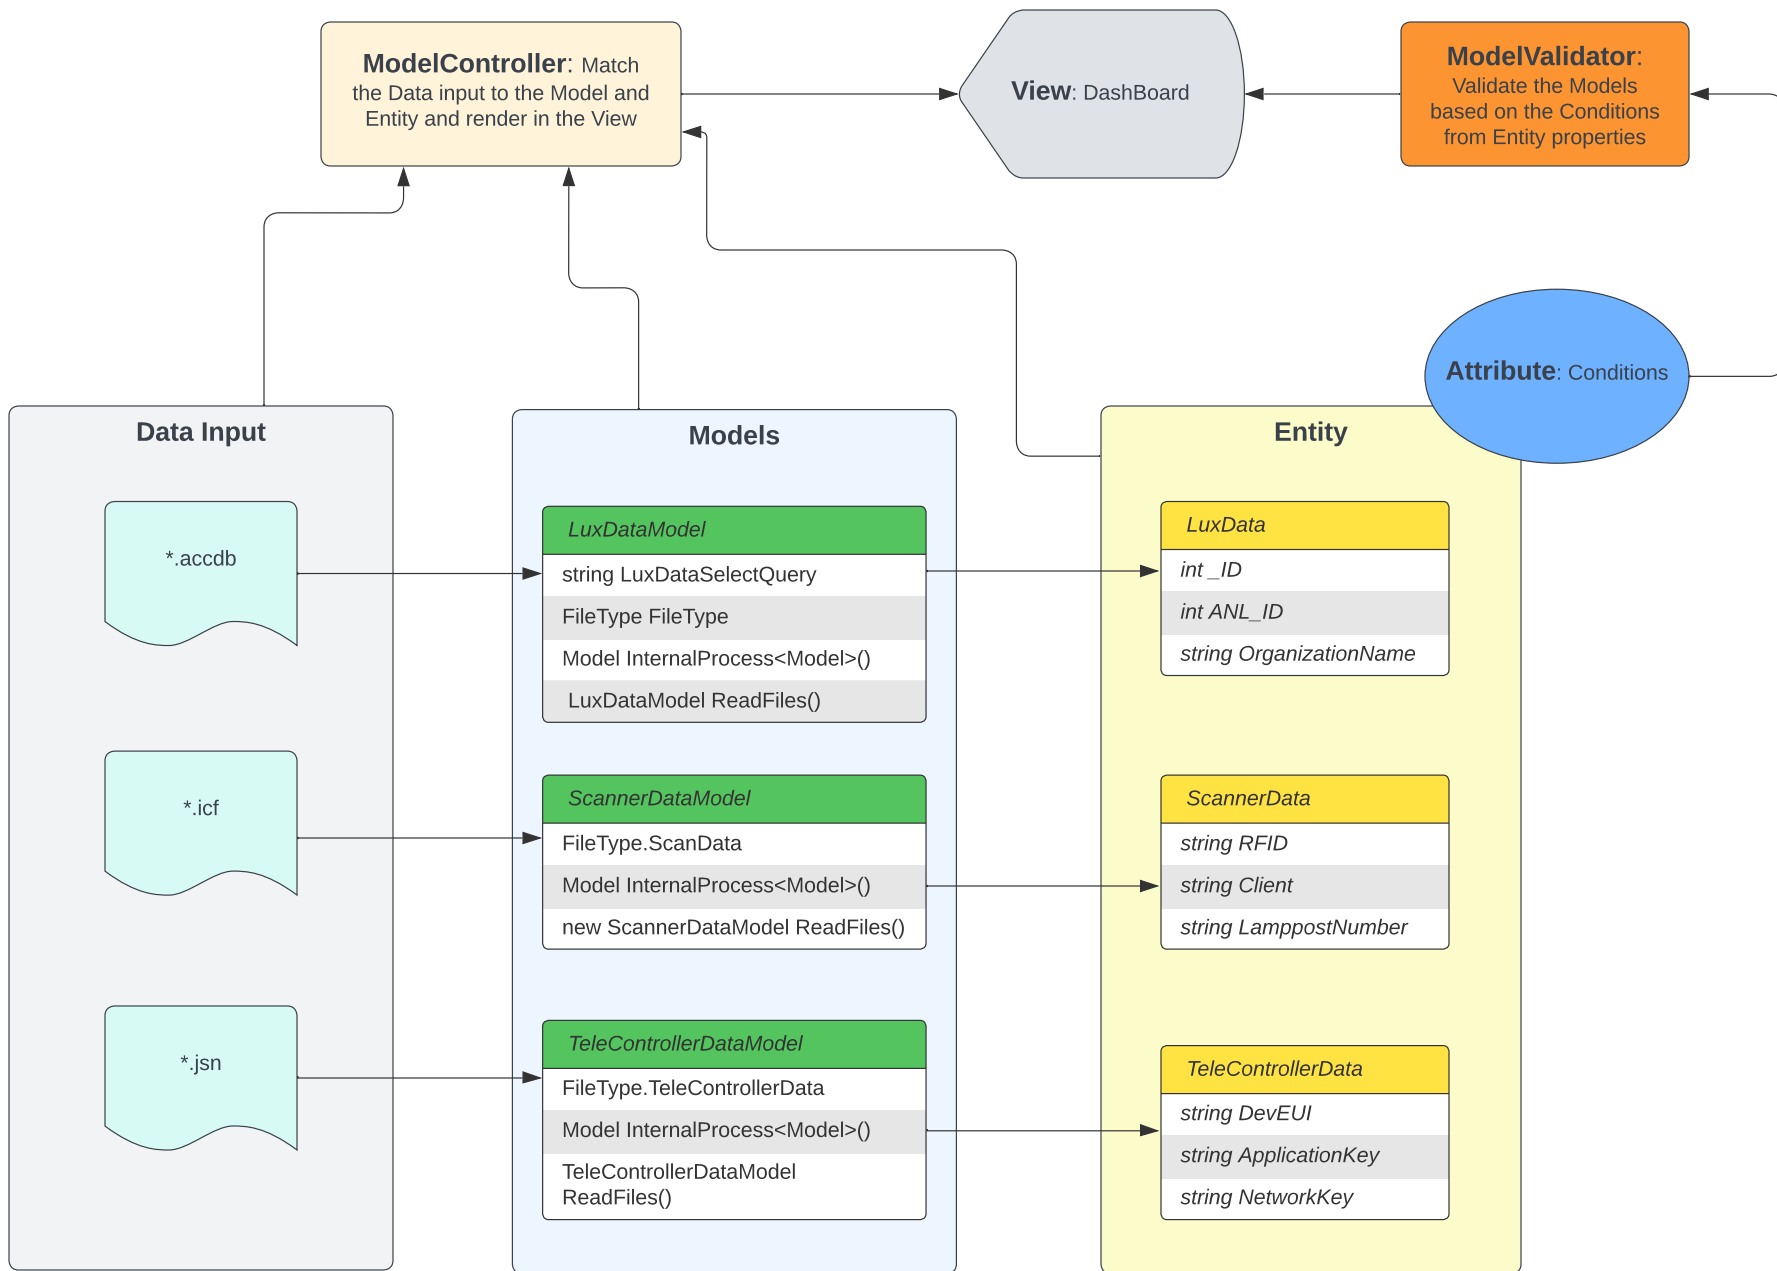 ModelController: Match
the Data input to the Model and
Entity and render in the View
View: DashBoard
ModelValidator:
Validate the Models
based on the Conditions
from Entity properties
Attribute: Conditions
Data Input
*.accdb
*.icf
*.jsn
Models
LuxDataModel
string LuxDataSelectQuery
FileType FileType
Model InternalProcess<Model>()
LuxDataModel ReadFiles()
ScannerDataModel
FileType.ScanData
Model InternalProcess<Model>()
new ScannerDataModel ReadFiles()
TeleControllerDataModel
FileType.TeleControllerData
Model InternalProcess<Model>()
TeleControllerDataModel
ReadFiles()
Entity
LuxData
int _ID
int ANL_ID
string OrganizationName
ScannerData
string RFID
string Client
string LamppostNumber
TeleControllerData
string DevEUI
string ApplicationKey
string NetworkKey